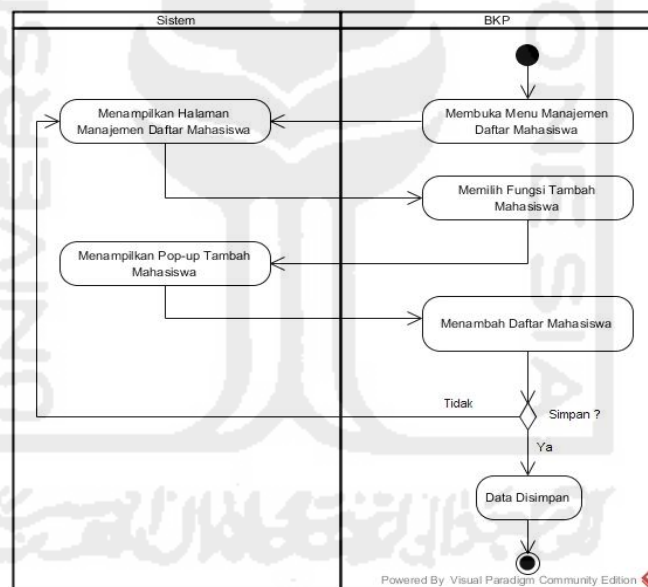 Sistem
BKP
Menampilkan Halaman
Manajemen Daftar Mahasiswa
Membuka Menu Manajemen
Daftar Mahasiswa
Memilih Fungsi Tambah
Mahasiswa
Menampilkan Pop-up Tambah
Mahasiswa
Menambah Daftar Mahasiswa
Tidak
Simpan ?
Ya
Data Disimpan
Powered By Visual Paradigm Community Edition